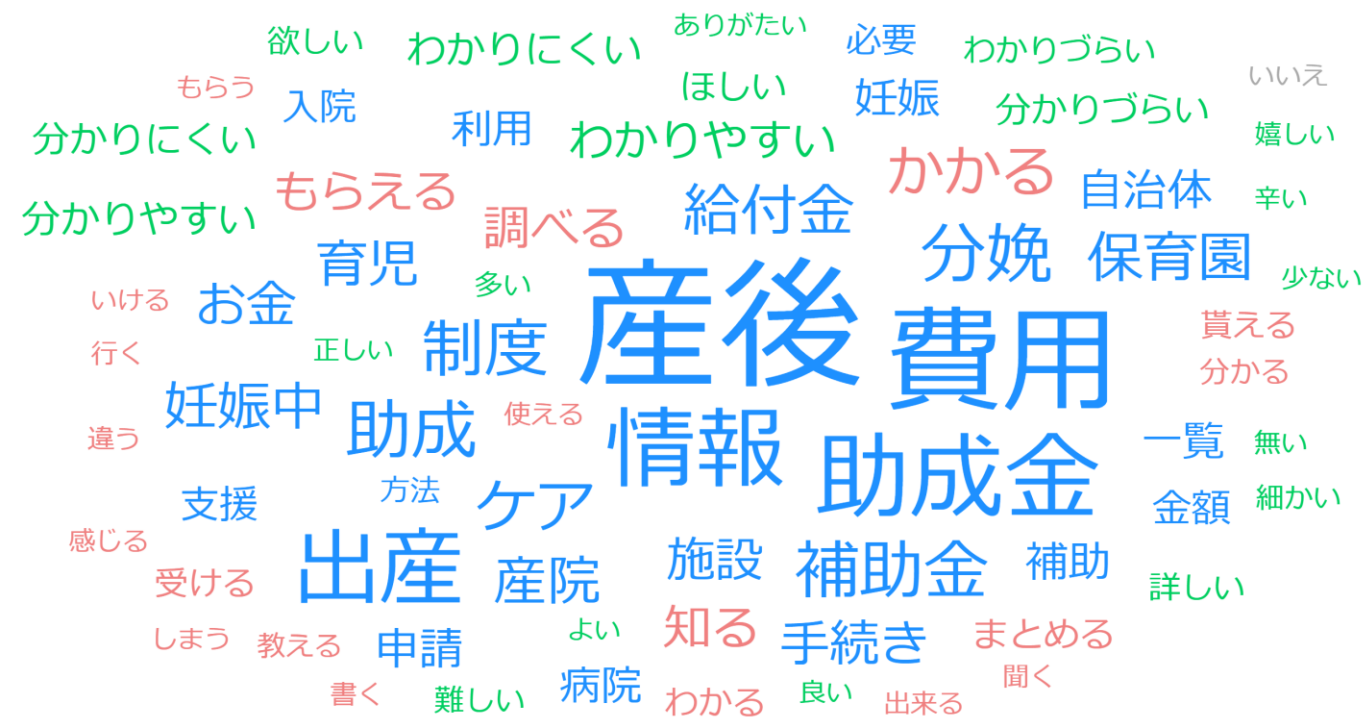 欲しい
わかりにくい
ありがたい
必要
わかりづらい
いいえ
もらう
入院
ほしい
妊娠
分かりづらい
分かりにくい
利用
わかりやすい
嬉しい
分かりやすい
もらえる
調べる
給付金
かかる
自治体
辛い
育児
多い
産後
分娩
保育園
少ない
いける
お金
制度
費用
貰える
行く
正しい
分かる
妊娠中
助成
使える
情報
助成金
一覧
無い
違う
支援
方法
ケア
金額
細かい
感じる
出産
産院
施設
補助金
補助
詳しい
受ける
しまう
教える
申請
よい
知る
手続き
まとめる
書く
難しい
病院
わかる
良い
出来る
聞く